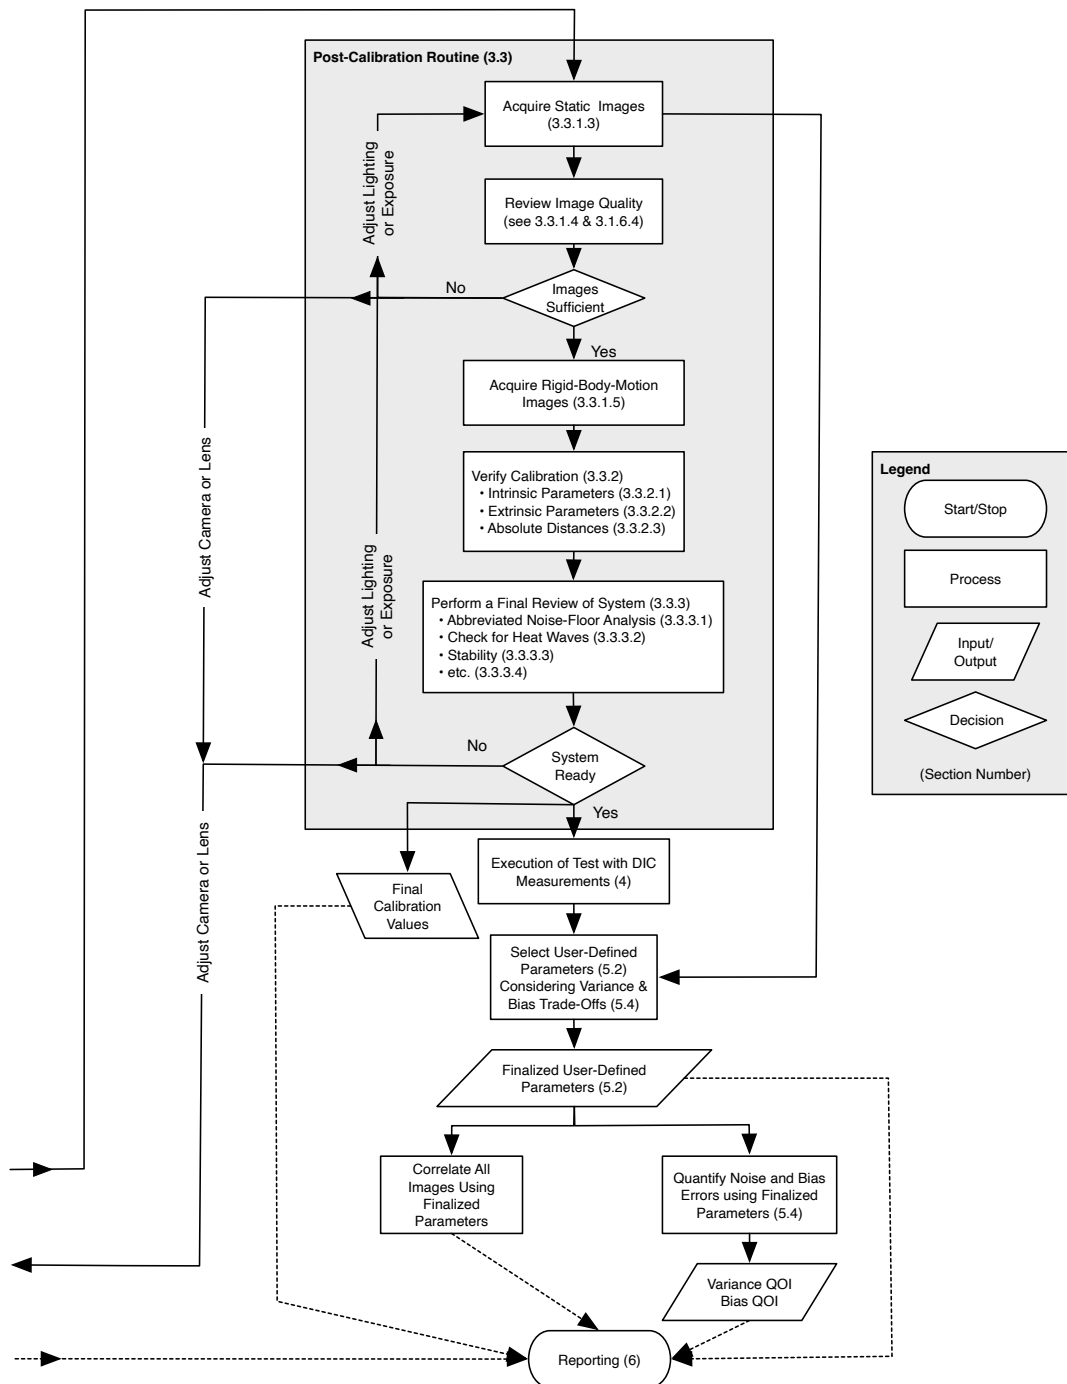 Post-Calibration Routine (3.3)
Acquire Static Images
(3.3.1.3)
Adjust Lighting
or Exposure
Review Image Quality
(see 3.3.1.4 & 3.1.6.4)
No
Images
Sufficient
Yes
Acquire Rigid-Body-Motion
Images (3.3.1.5)
Adjust Camera or Lens
Verify Calibration (3.3.2)
• Intrinsic Parameters (3.3.2.1)
• Extrinsic Parameters (3.3.2.2)
• Absolute Distances (3.3.2.3)
Adjust Lighting
or Exposure
Perform a Final Review of System (3.3.3)
• Abbreviated Noise-Floor Analysis (3.3.3.1)
• Check for Heat Waves (3.3.3.2)
• Stability (3.3.3.3)
• etc. (3.3.3.4)
No
System
Ready
Yes
Adjust Camera or Lens
Execution of Test with DIC
Measurements (4)
Final
Calibration
Values
Select User-Defined
Parameters (5.2)
Considering Variance &
Bias Trade-Offs (5.4)
Finalized User-Defined
Parameters (5.2)
Correlate All
Images Using
Finalized
Parameters
Quantify Noise and Bias
Errors using Finalized
Parameters (5.4)
Variance QOI
Bias QOI
Reporting (6)
Legend
Start/Stop
Process
Input/
Output
Decision
(Section Number)